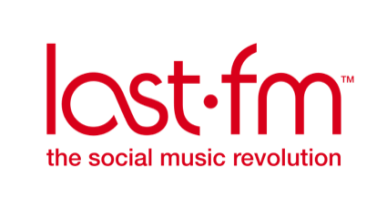 last.fm™
the social music revolution